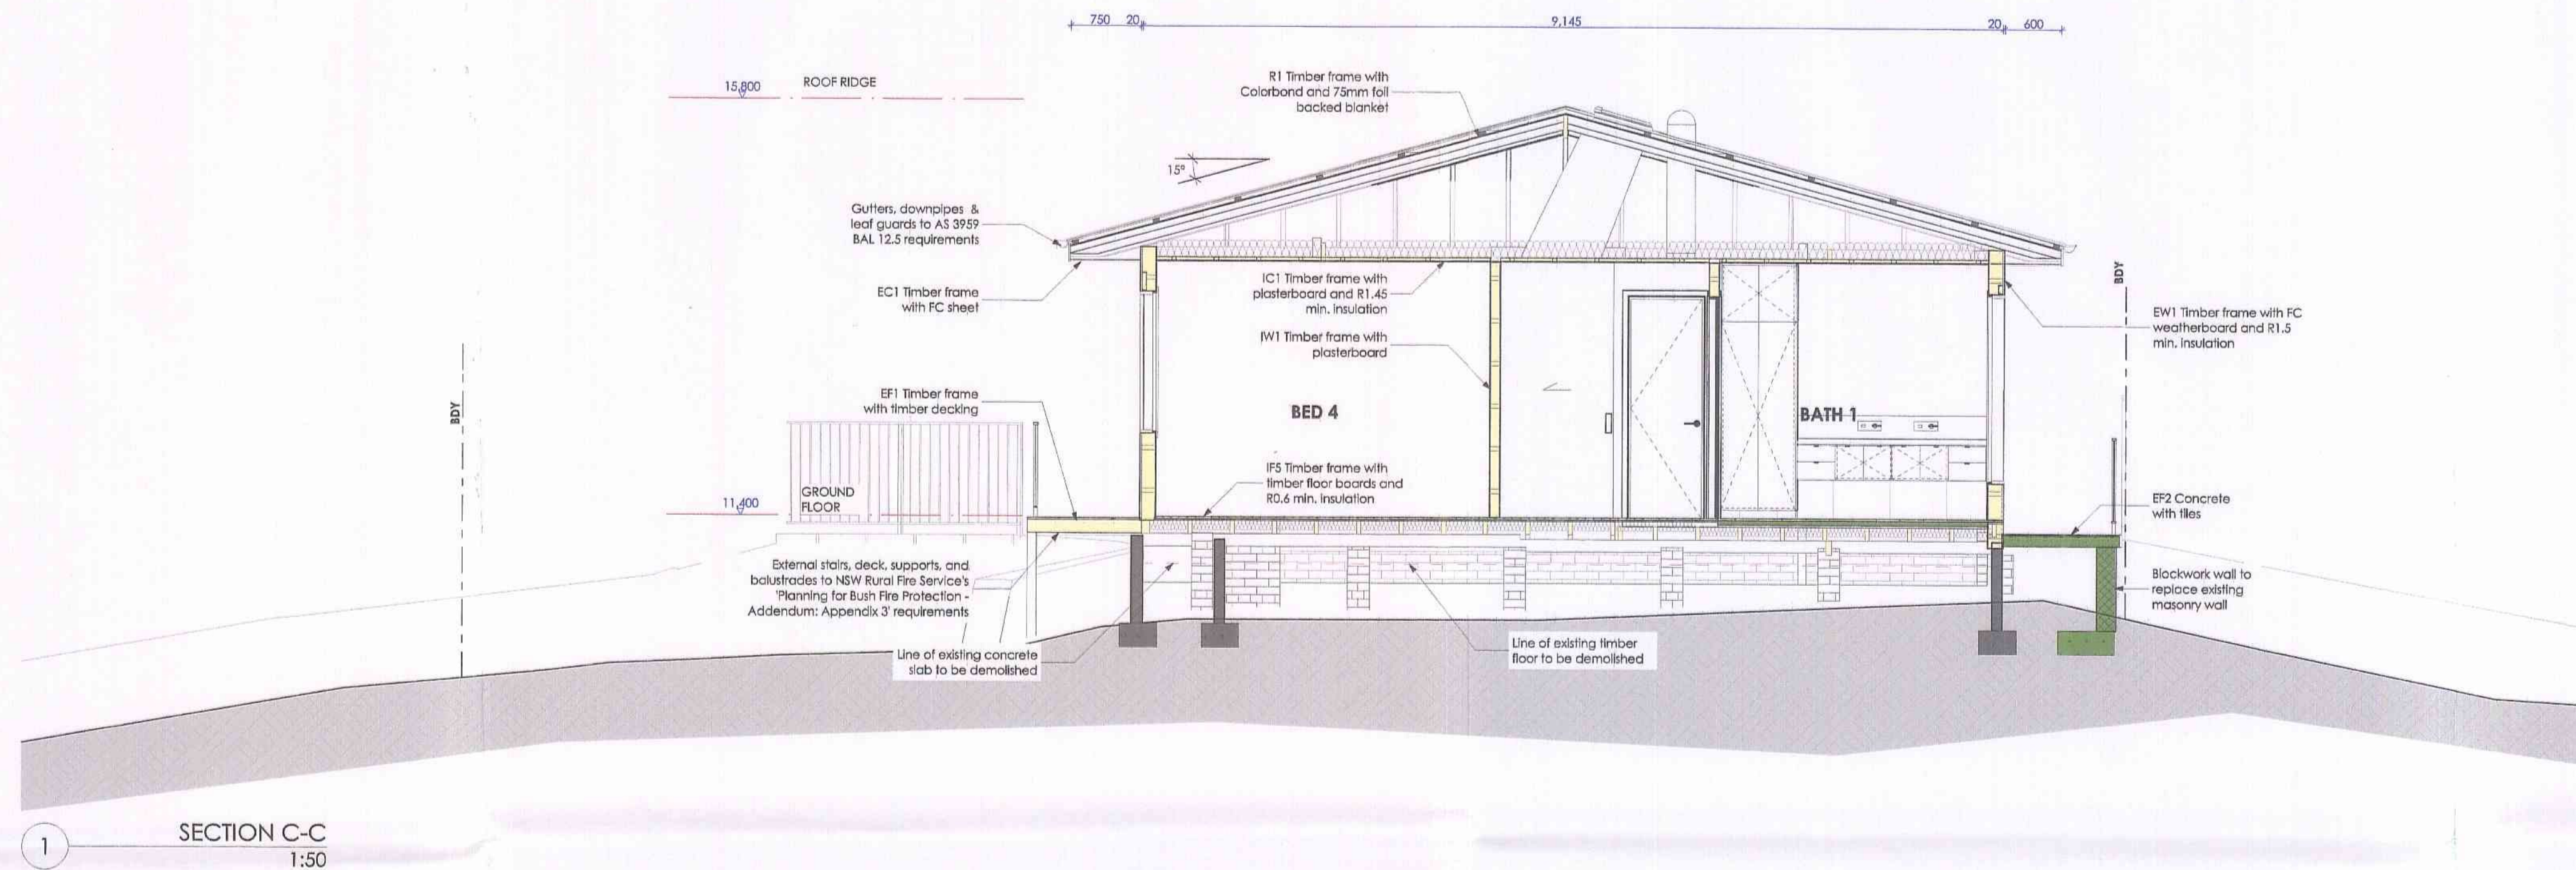 750 20 9,145 20 600
15,800 ROOF RIDGE
R1 Timber frame with
Colorbond and 75mm foil
backed blanket
15°
Gutters, downpipes &
leaf guards to AS 3959
BAL 12.5 requirements
EC1 Timber frame
with FC sheet
IC1 Timber frame with
plasterboard and R1.45
min. insulation
IW1 Timber frame with
plasterboard
BDY
EW1 Timber frame with FC
weatherboard and R1.5
min. insulation
BDY
EF1 Timber frame
with timber decking
BED 4
BATH 1
IF5 Timber frame with
timber floor boards and
R0.6 min. insulation
11,400
GROUND
FLOOR
EF2 Concrete
with tiles
External stairs, deck, supports, and
balustrades to NSW Rural Fire Service's
'Planning for Bush Fire Protection -
Addendum: Appendix 3' requirements
Blockwork wall to
replace existing
masonry wall
Line of existing concrete
slab to be demolished
Line of existing timber
floor to be demolished
1
SECTION C-C
1:50